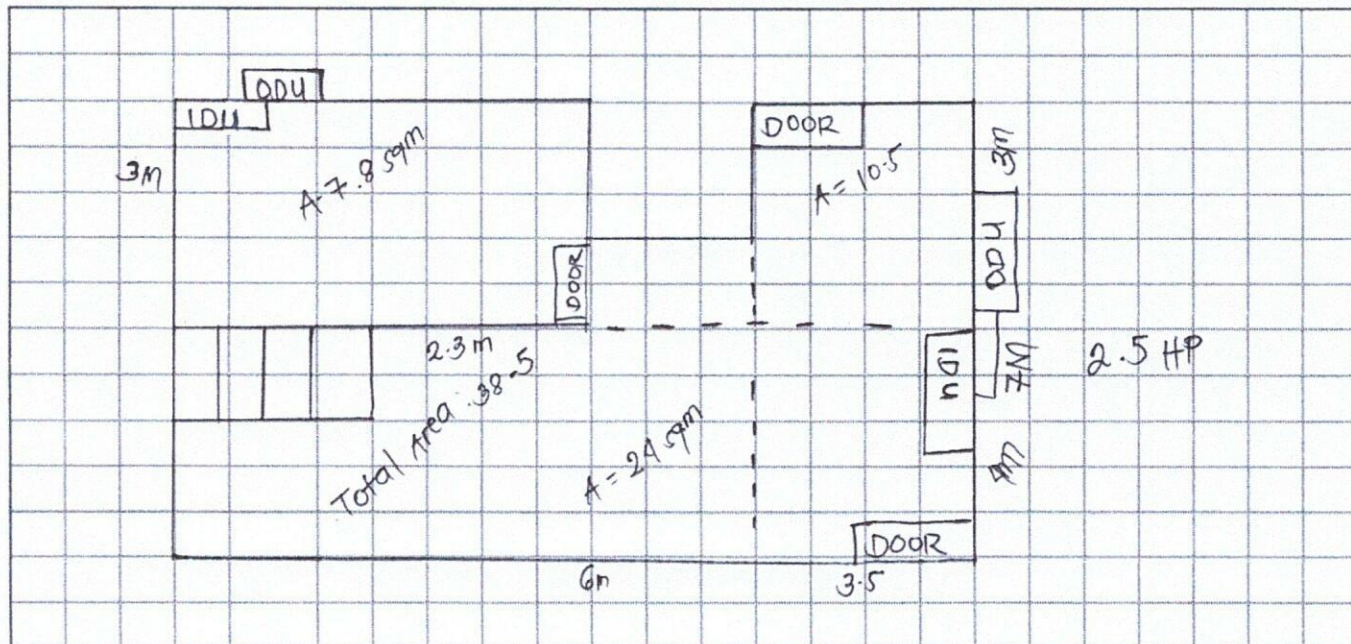 ODU
IDU
3M
A-7.8 sqm
DOOR
A = 10.5
3m
ODU
DOOR
2.3 m
Total Area : 38-5
A = 24 sqm
IDU
7M
2.5 HP
4m
DOOR
6m
3.5